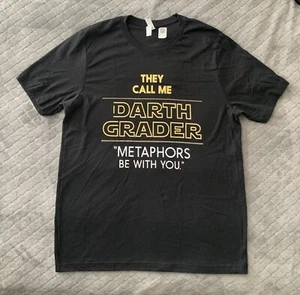 THEY
CALL ME
DARTH
GRADER
"METAPHORS
BE WITH YOU."